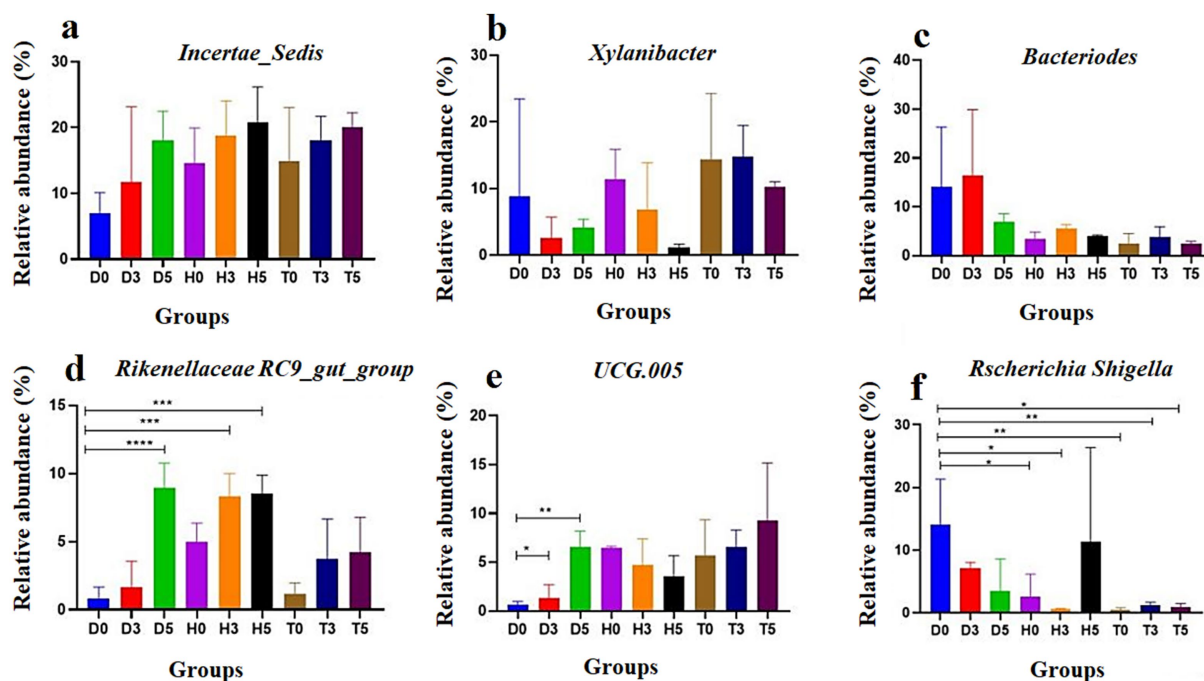 a
Incertae_Sedis
Relative abundance (%)
30
20
10
0
D0 D3 D5 H0 H3 H5 T0 T3 T5
Groups
b
Xylanibacter
Relative abundance (%)
30
20
10
0
D0 D3 D5 H0 H3 H5 T0 T3 T5
Groups
c
Bacteriodes
Relative abundance (%)
40
30
20
10
0
D0 D3 D5 H0 H3 H5 T0 T3 T5
Groups
d
Rikenellaceae RC9_gut_group
Relative abundance (%)
15
10
5
0
***
***
****
D0 D3 D5 H0 H3 H5 T0 T3 T5
Groups
e
UCG.005
Relative abundance (%)
20
15
10
5
0
**
*
D0 D3 D5 H0 H3 H5 T0 T3 T5
Groups
f
Rscherichia Shigella
Relative abundance (%)
30
20
10
0
*
**
**
*
*
D0 D3 D5 H0 H3 H5 T0 T3 T5
Groups